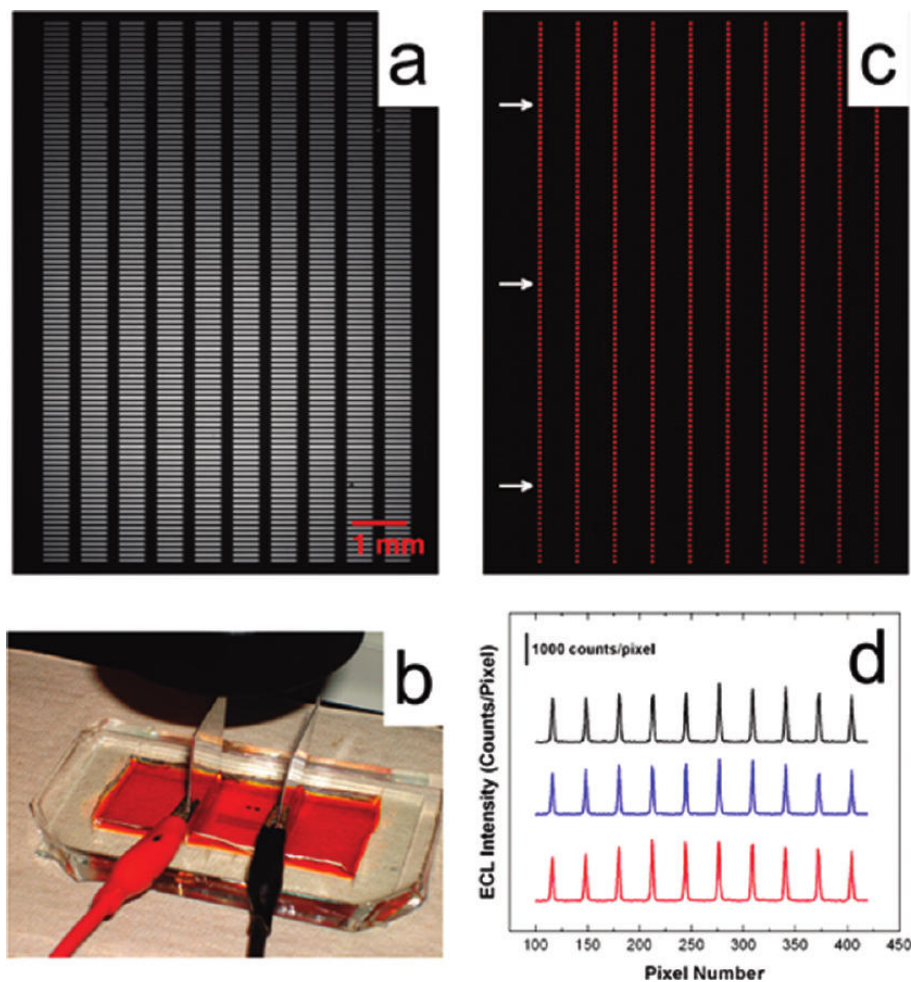 a
c
1 mm
b
d
1000 counts/pixel
ECL Intensity (Counts/Pixel)
100 150 200 250 300 350 400 450
Pixel Number